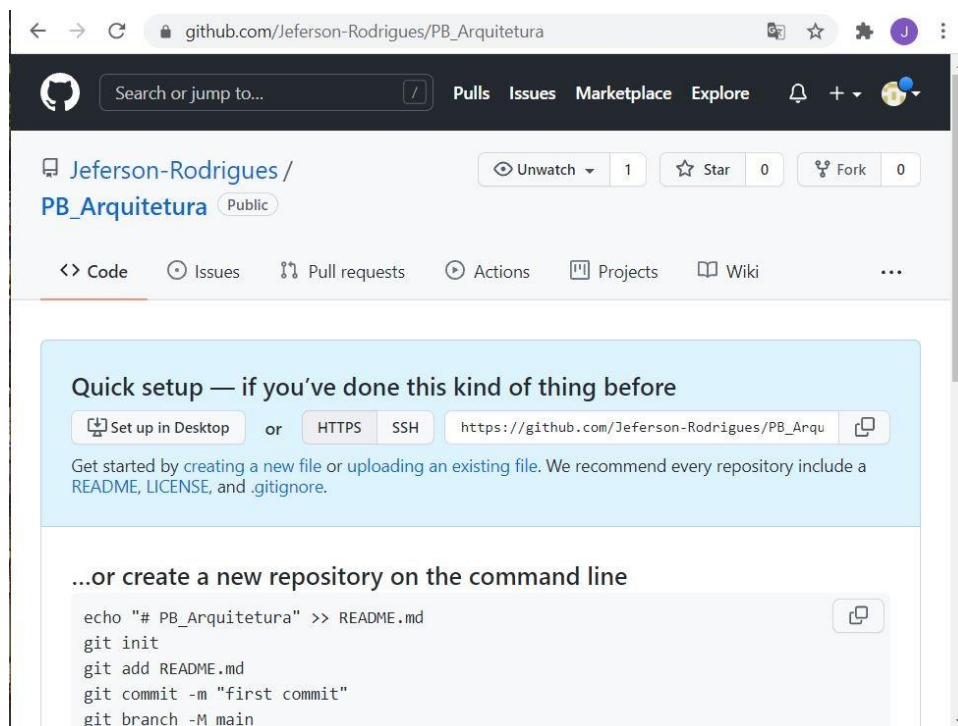 github.com/Jeferson-Rodrigues/PB_Arquitetura
J
Search or jump to... / Pulls Issues Marketplace Explore
Jeferson-Rodrigues / Unwatch 1 Star 0 Fork 0
PB_Arquitetura Public
Code Issues Pull requests Actions Projects Wiki ...
Quick setup — if you’ve done this kind of thing before
Set up in Desktop or HTTPS SSH https://github.com/Jeferson-Rodrigues/PB_Arqu
Get started by creating a new file or uploading an existing file. We recommend every repository include a
README, LICENSE, and .gitignore.
…or create a new repository on the command line
echo "# PB_Arquitetura" >> README.md
git init
git add README.md
git commit -m "first commit"
git branch -M main